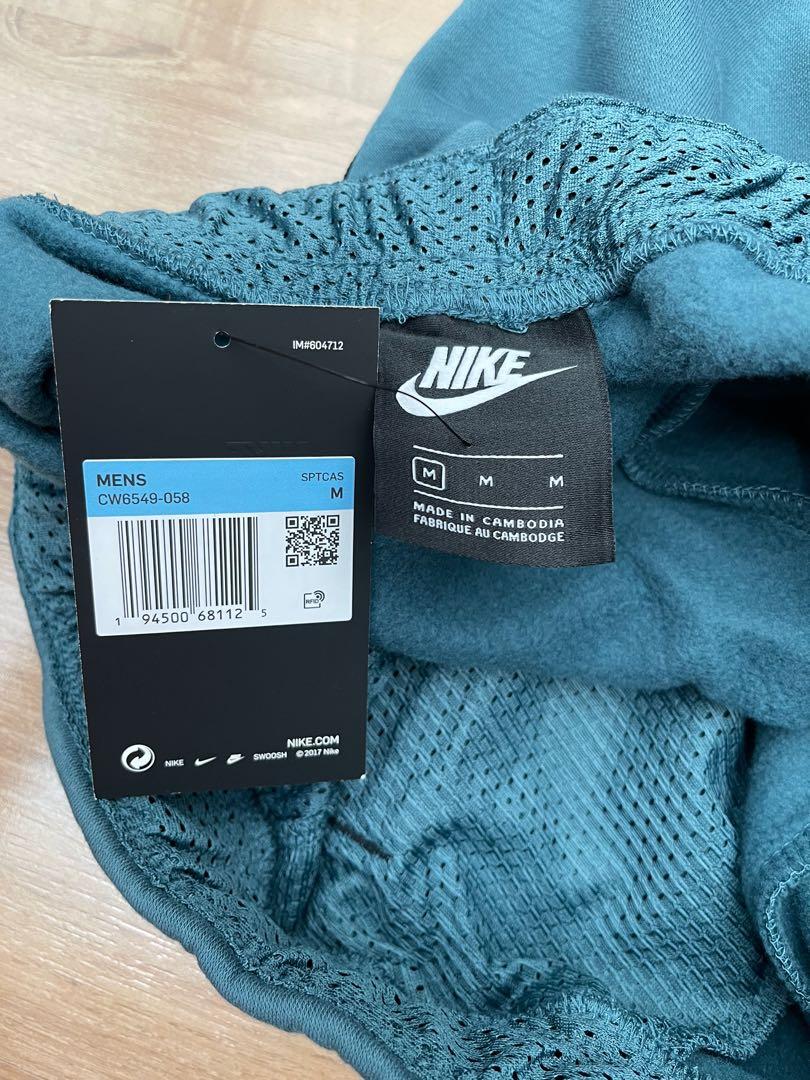 IM#604712
MENS
SPTCAS
CW6549-058
M
1 94500 68112 5
RFID
NIKE.COM
NIKE SWOOSH © 2017 Nike
NIKE
M M M
MADE IN CAMBODIA
FABRIQUE AU CAMBODGE